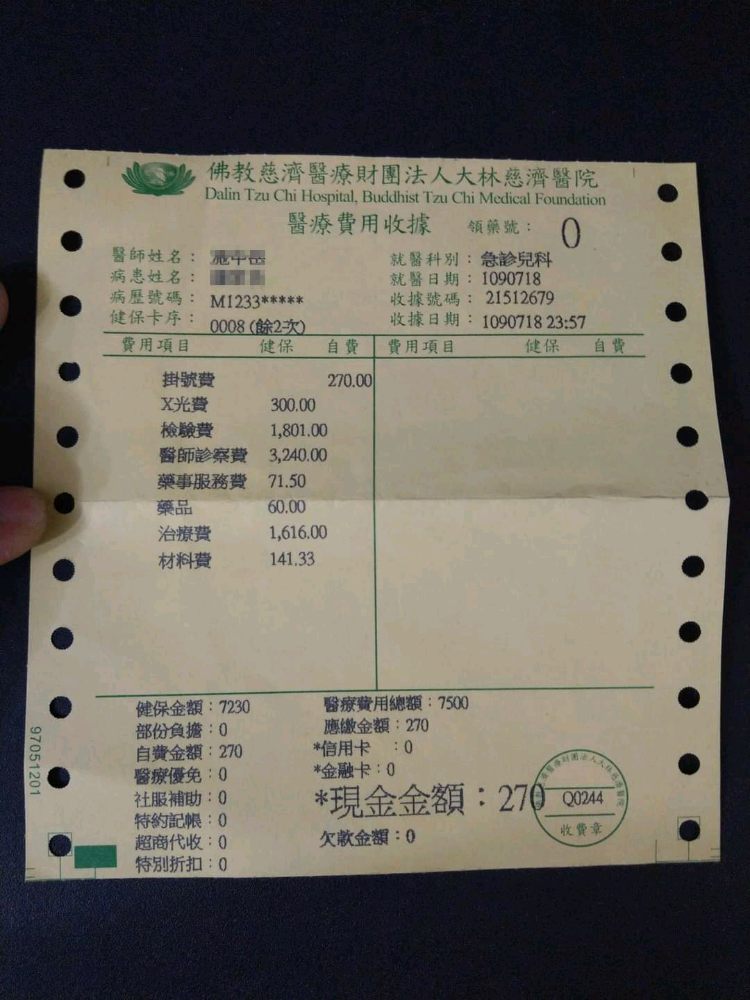 佛教慈濟醫療財團法人大林慈濟醫院
Dalin Tzu Chi Hospital, Buddhist Tzu Chi Medical Foundation
醫療費用收據 領藥號： 0
醫師姓名： 就醫科別：急診兒科
病患姓名： 就醫日期：1090718
病歷號碼： M1233***** 收據號碼： 21512679
健保卡序： 0008 (餘2次) 收據日期：1090718 23:57
費用項目 健保 自費 費用項目 健保 自費
掛號費 270.00
X光費 300.00
檢驗費 1,801.00
醫師診察費 3,240.00
藥事服務費 71.50
藥品 60.00
治療費 1,616.00
材料費 141.33
健保金額：7230 醫療費用總額：7500
部份負擔：0 應繳金額：270
自費金額：270 *信用卡 ：0
醫療優免：0 *金融卡：0
社服補助：0 *現金金額：270
特約記帳：0 欠款金額：0
超商代收：0
特別折扣：0
Q0244
收費章
97051201